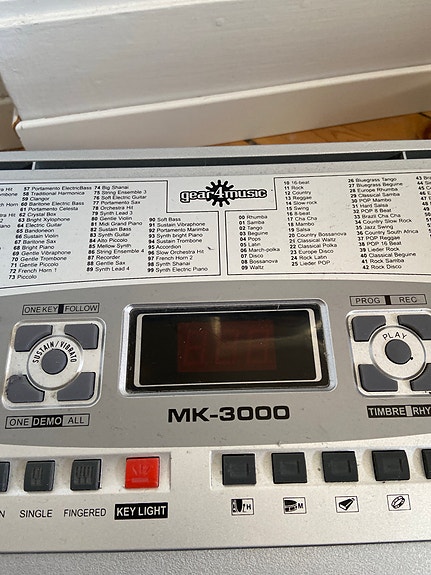 57 Portamento ElectricBass
58 Traditional Harmonica
59 Clangor
60 Baritone Electric Bass
61 Portamento Celesta
62 Crystal Box
63 Bright Xylophone
64 Electric Guitar
65 Bandoneon
66 Sustain Violin
67 Baritone Sax
68 Bright Piano
69 Gentle Vibraphone
70 Gentle Trombone
71 Gentle Piccolo
72 French Horn 1
73 Piccolo
74 Big Shanai
75 String Ensemble 3
76 Soft Electric Guitar
77 Portamento Sax
78 Orchestra Hit
79 Synth Lead 3
80 Gentle Violin
81 Midi Grand Piano
82 Sustain Bass
83 Synth Guitar
84 Alto Piccolo
85 Mellow Synth
86 String Ensemble 4
87 Recorder
88 Gentle Sax
89 Synth Lead 4
90 Soft Bass
91 Sustain Vibraphone
92 Synth bright Piano
93 Portamento Marimba
94 Sustain Trombone
95 Accordion
96 Slow Orchestra Hit
97 French Horn 2
98 Synth Shanai
99 Synth Electric Piano
gear4music
00 Rhumba
01 Samba
02 Tango
03 Beguine
04 Pops
05 Latin
06 March-polka
07 Disco
08 Bossanova
09 Waltz
10 16-beat
11 Rock
12 Country
13 Reggae
14 Slow rock
15 Swing
16 8-beat
17 Cha Cha
18 Mambo
19 Salsa
20 Country Bossanova
21 Classical Waltz
22 Classical Polka
23 Europe Disco
24 Rock Latin
25 Lieder POP
26 Bluegrass Tango
27 Bluegrass Beguine
28 Europe Rhumba
29 Classical Samba
30 POP Mambo
31 Hard Salsa
32 POP 8 Beat
33 Brazil Cha Cha
34 Country Slow Rock
35 Jazz Swing
36 Country South Africa
37 POP Reggae
38 POP 16 Beat
39 Lieder Rock
40 Classical Beguine
41 Rock Samba
42 Rock Disco
ONE KEY FOLLOW
SUSTAIN / VIBRATO
ONE DEMO ALL
MK-3000
PROG REC
PLAY
TIMBRE RHY
SINGLE
FINGERED
KEY LIGHT